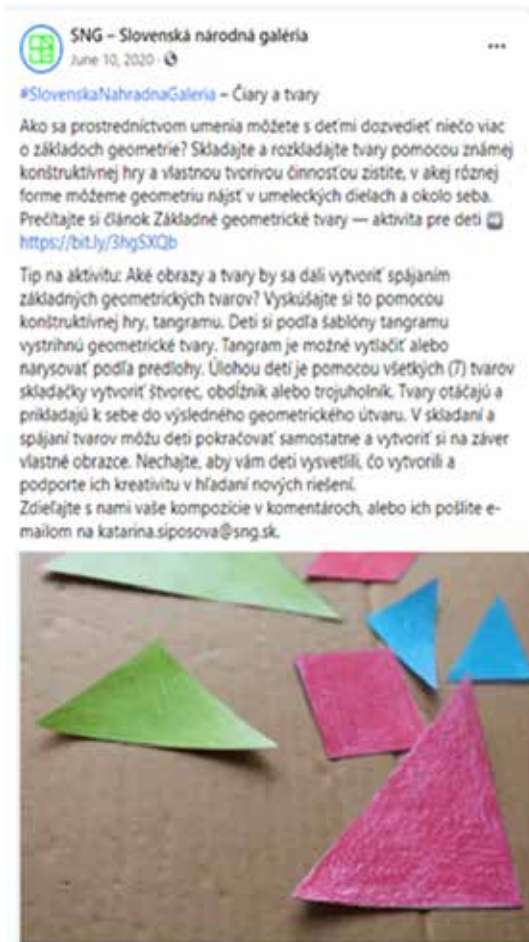 SNG – Slovenská národná galéria
June 10, 2020 ·
#SlovenskaNahradnaGaleria – Čiary a tvary
Ako sa prostredníctvom umenia môžete s deťmi dozvedieť niečo viac
o základoch geometrie? Skladajte a rozkladajte tvary pomocou známej
konštruktívnej hry a vlastnou tvorivou činnosťou zistite, v akej rôznej
forme môžeme geometriu nájsť v umeleckých dielach a okolo seba.
Prečítajte si článok Základné geometrické tvary — aktivita pre deti
https://bit.ly/3hgSXQb
Tip na aktivitu: Aké obrazy a tvary by sa dali vytvoriť spájaním
základných geometrických tvarov? Vyskúšajte si to pomocou
konštruktívnej hry, tangramu. Deti si podľa šablóny tangramu
vystrihnú geometrické tvary. Tangram je možné vytlačiť alebo
narysovať podľa predlohy. Úlohou detí je pomocou všetkých (7) tvarov
skladačky vytvoriť štvorec, obdĺžnik alebo trojuholník. Tvary otáčajú a
prikladajú k sebe do výsledného geometrického útvaru. V skladaní a
spájaní tvarov môžu deti pokračovať samostatne a vytvoriť si na záver
vlastné obrazce. Nechajte, aby vám deti vysvetlili, čo vytvorili a
podporte ich kreativitu v hľadaní nových riešení.
Zdieľajte s nami vaše kompozície v komentároch, alebo ich pošlite e-
mailom na katarina.siposova@sng.sk.